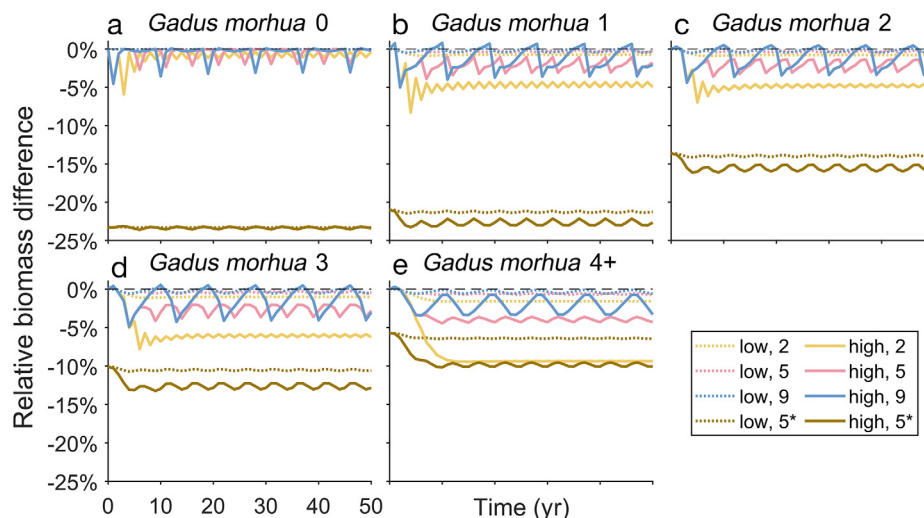 a Gadus morhua 0
b Gadus morhua 1
c Gadus morhua 2
0%
-5%
-10%
-15%
-20%
-25%
d Gadus morhua 3
e Gadus morhua 4+
0%
-5%
-10%
-15%
-20%
-25%
Relative biomass difference
0 10 20 30 40 50
Time (yr)
low, 2 high, 2
low, 5 high, 5
low, 9 high, 9
low, 5* high, 5*